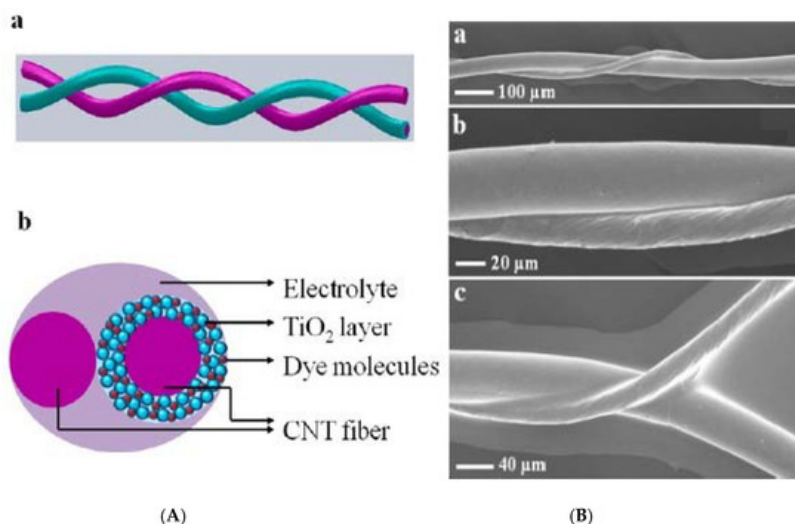 a
b
Electrolyte
TiO₂ layer
Dye molecules
CNT fiber
(A)
a
100 μm
b
20 μm
c
40 μm
(B)